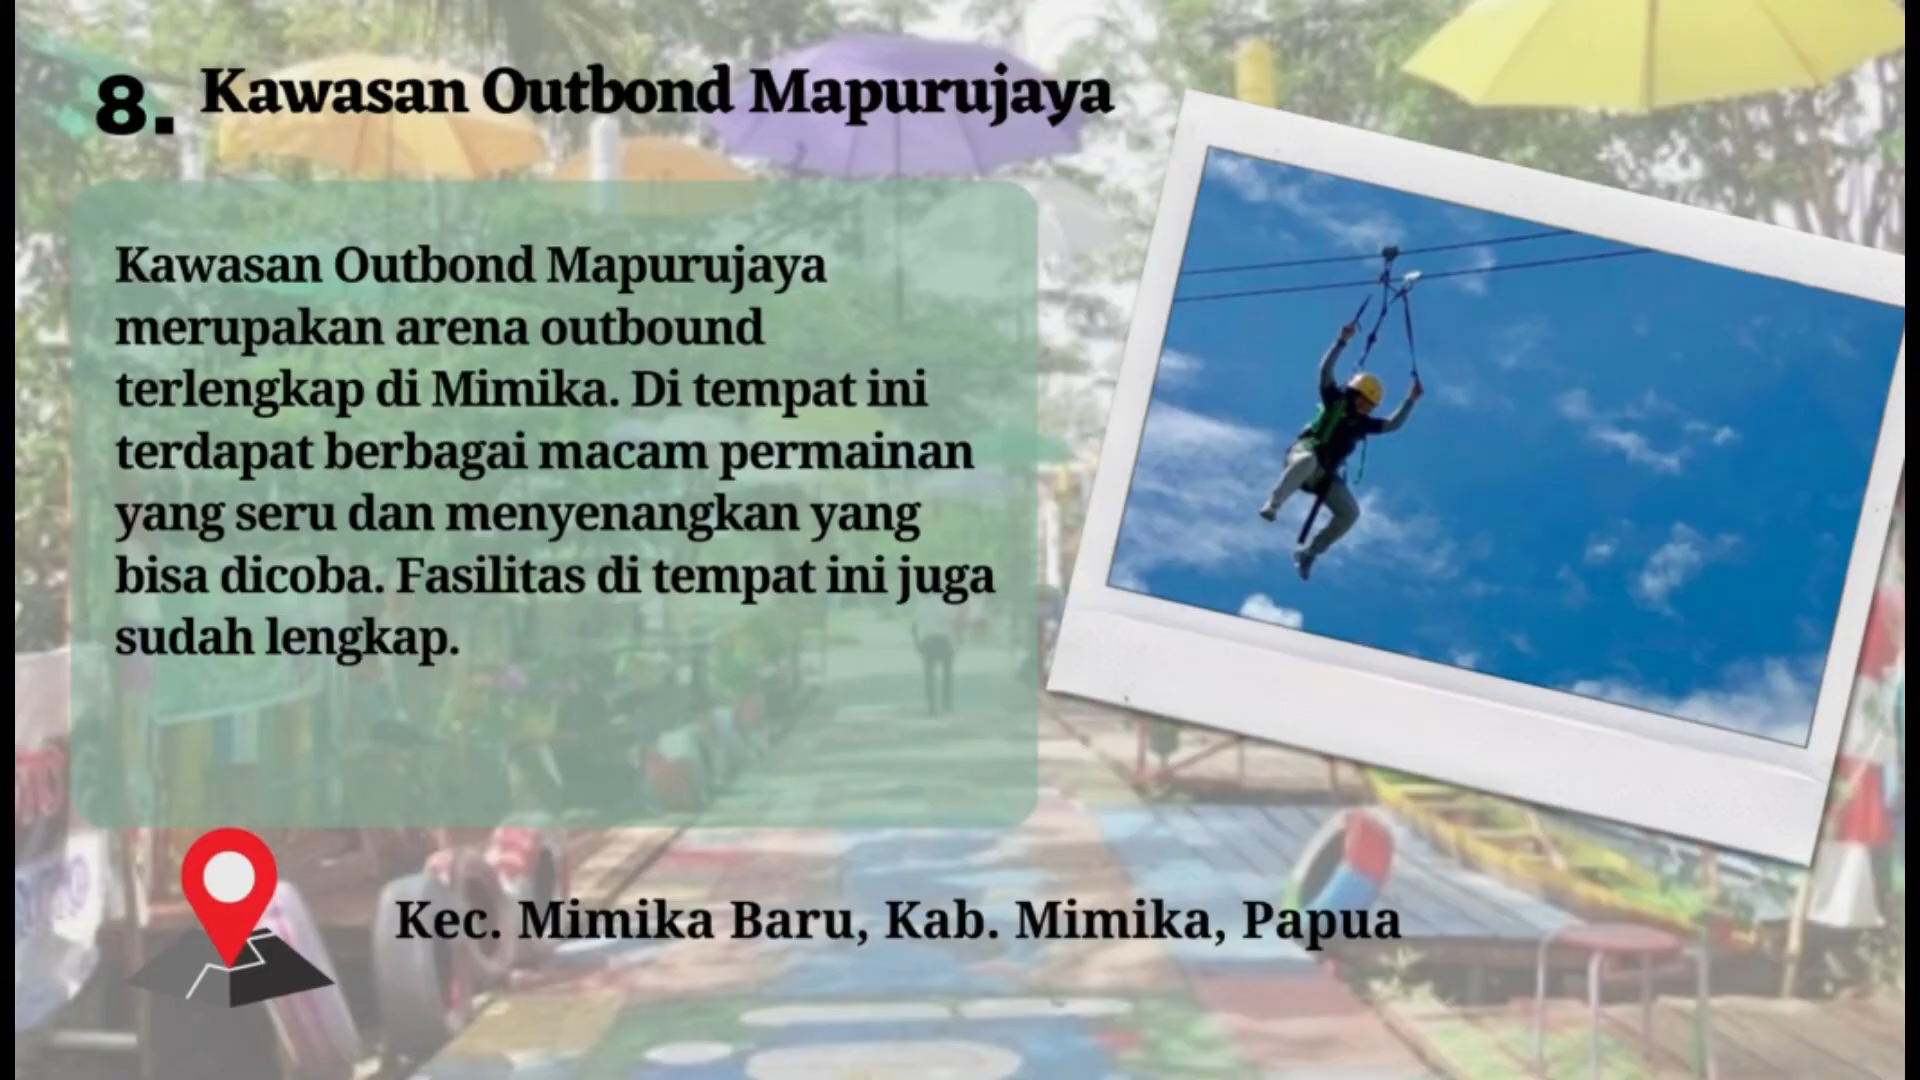 8. Kawasan Outbond Mapurujaya
Kawasan Outbond Mapurujaya
merupakan arena outbound
terlengkap di Mimika. Di tempat ini
terdapat berbagai macam permainan
yang seru dan menyenangkan yang
bisa dicoba. Fasilitas di tempat ini juga
sudah lengkap.
Kec. Mimika Baru, Kab. Mimika, Papua